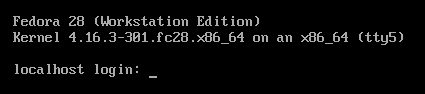 Fedora 28 (Workstation Edition)
Kernel 4.16.3-301.fc28.x86_64 on an x86_64 (tty5)
localhost login: _